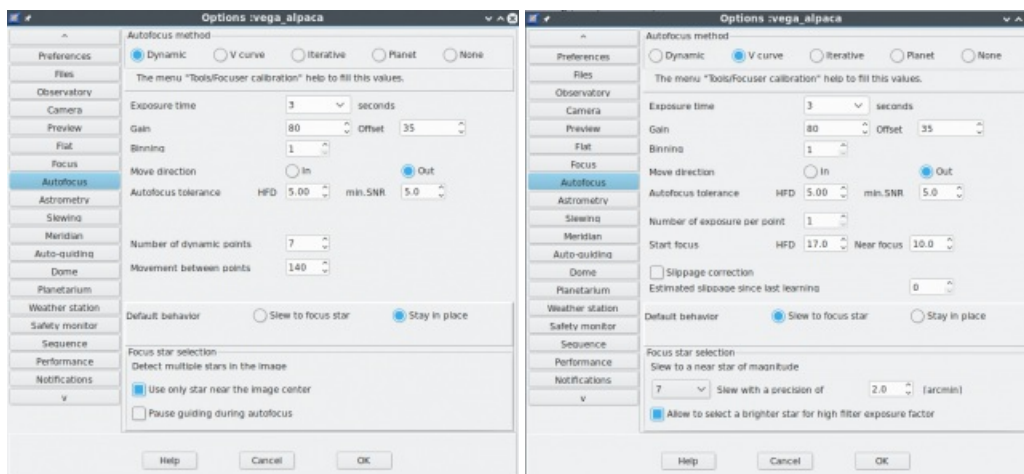 Options :vega_alpaca
Preferences
Files
Observatory
Camera
Preview
Flat
Focus
Autofocus
Astrometry
Slewing
Meridian
Auto-guiding
Dome
Planetarium
Weather station
Safety monitor
Sequence
Performance
Notifications
Autofocus method
Dynamic V curve Iterative Planet None
The menu "Tools/Focuser calibration" help to fill this values.
Exposure time 3 seconds
Gain 80 Offset 35
Binning 1
Move direction In Out
Autofocus tolerance HFD 5.00 min.SNR 5.0
Number of dynamic points 7
Movement between points 140
Default behavior Slew to focus star Stay in place
Focus star selection
Detect multiple stars in the image
Use only star near the image center
Pause guiding during autofocus
Help Cancel OK
Options :vega_alpaca
Preferences
Files
Observatory
Camera
Preview
Flat
Focus
Autofocus
Astrometry
Slewing
Meridian
Auto-guiding
Dome
Planetarium
Weather station
Safety monitor
Sequence
Performance
Notifications
Autofocus method
Dynamic V curve Iterative Planet None
The menu "Tools/Focuser calibration" help to fill this values.
Exposure time 3 seconds
Gain 80 Offset 35
Binning 1
Move direction In Out
Autofocus tolerance HFD 5.00 min.SNR 5.0
Number of exposure per point 1
Start focus HFD 17.0 Near focus 10.0
Slippage correction
Estimated slippage since last learning 0
Default behavior Slew to focus star Stay in place
Focus star selection
Slew to a near star of magnitude
7 Slew with a precision of 2.0 (arcmin)
Allow to select a brighter star for high filter exposure factor
Help Cancel OK